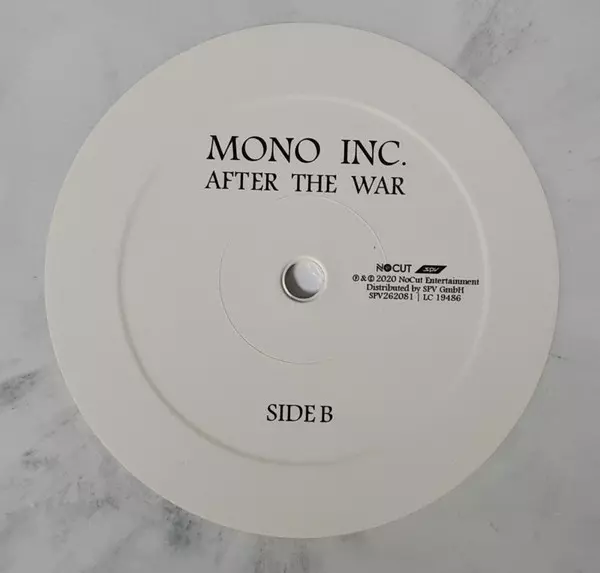 MONO INC.
AFTER THE WAR
NOCUT SPV
℗ & © 2020 NoCut Entertainment
Distributed by SPV GmbH
SPV262081 | LC 19486
SIDE B